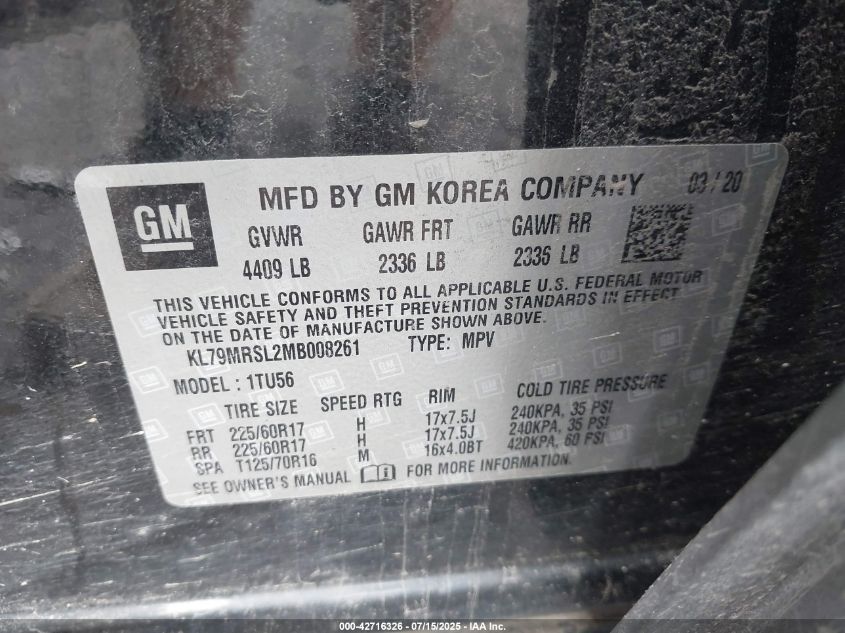 GM
MFD BY GM KOREA COMPANY 03/20
GVWR GAWR FRT GAWR RR
4409 LB 2336 LB 2336 LB
THIS VEHICLE CONFORMS TO ALL APPLICABLE U.S. FEDERAL MOTOR
VEHICLE SAFETY AND THEFT PREVENTION STANDARDS IN EFFECT
ON THE DATE OF MANUFACTURE SHOWN ABOVE.
KL79MRSL2MB008261 TYPE: MPV
MODEL: 1TU56
TIRE SIZE SPEED RTG RIM COLD TIRE PRESSURE
FRT 225/60R17 H 17x7.5J 240KPA, 35 PSI
RR 225/60R17 H 17x7.5J 240KPA, 35 PSI
SPA T125/70R16 M 16x4.0BT 420KPA, 60 PSI
SEE OWNER'S MANUAL FOR MORE INFORMATION.
000-42716326 - 07/15/2025 - IAA Inc.